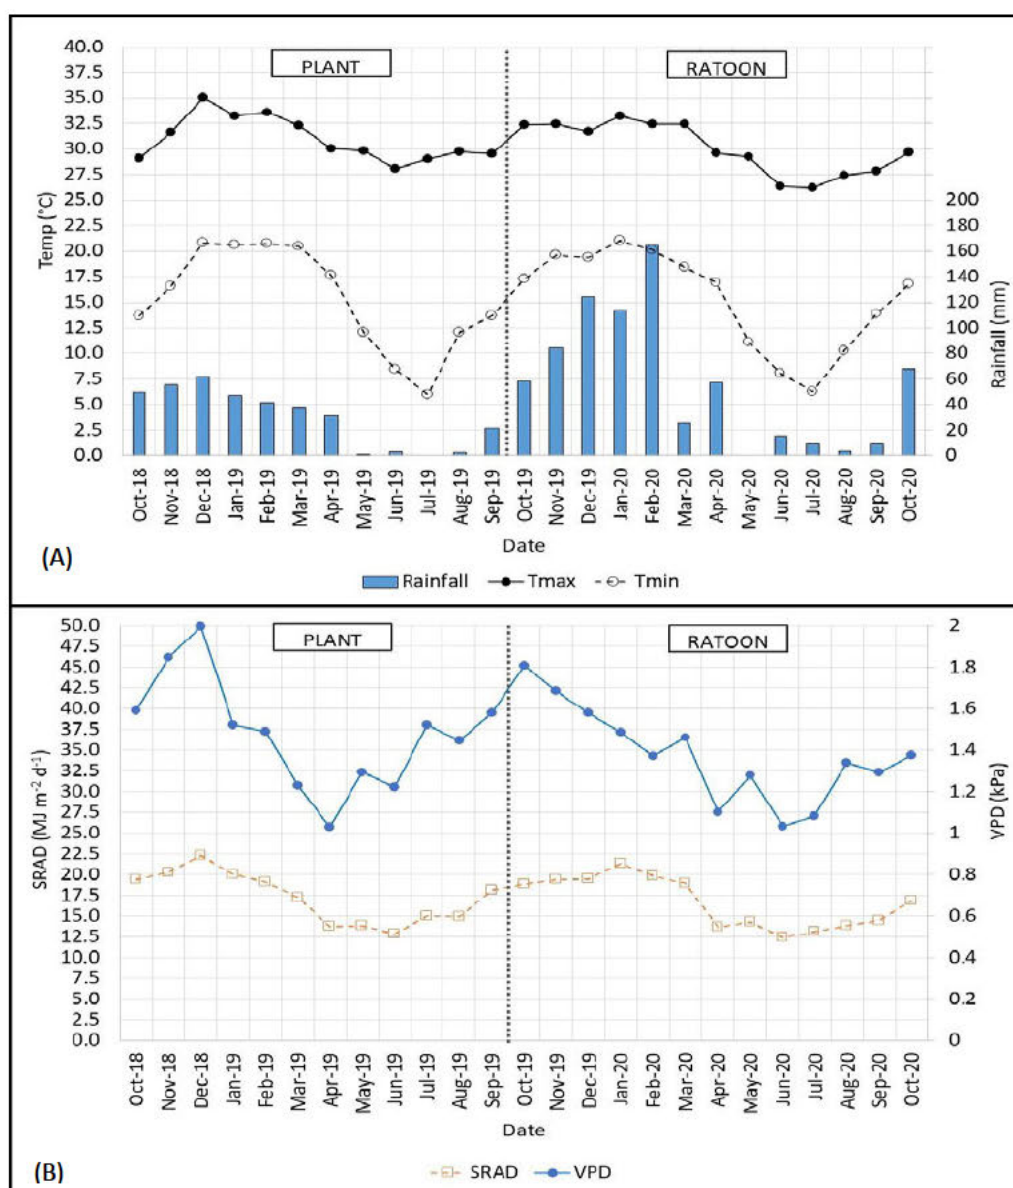 40.0
37.5
35.0
32.5
30.0
27.5
25.0
22.5
20.0
17.5
15.0
12.5
10.0
7.5
5.0
2.5
0.0
Temp (°C)
PLANT
RATOON
200
180
160
140
120
100
80
60
40
20
0
Rainfall (mm)
Oct-18
Nov-18
Dec-18
Jan-19
Feb-19
Mar-19
Apr-19
May-19
Jun-19
Jul-19
Aug-19
Sep-19
Oct-19
Nov-19
Dec-19
Jan-20
Feb-20
Mar-20
Apr-20
May-20
Jun-20
Jul-20
Aug-20
Sep-20
Oct-20
Date
(A)
Rainfall Tmax Tmin
50.0
47.5
45.0
42.5
40.0
37.5
35.0
32.5
30.0
27.5
25.0
22.5
20.0
17.5
15.0
12.5
10.0
7.5
5.0
2.5
0.0
SRAD (MJ m⁻² d⁻¹)
PLANT
RATOON
2
1.8
1.6
1.4
1.2
1
0.8
0.6
0.4
0.2
0
VPD (kPa)
Oct-18
Nov-18
Dec-18
Jan-19
Feb-19
Mar-19
Apr-19
May-19
Jun-19
Jul-19
Aug-19
Sep-19
Oct-19
Nov-19
Dec-19
Jan-20
Feb-20
Mar-20
Apr-20
May-20
Jun-20
Jul-20
Aug-20
Sep-20
Oct-20
Date
(B)
SRAD VPD